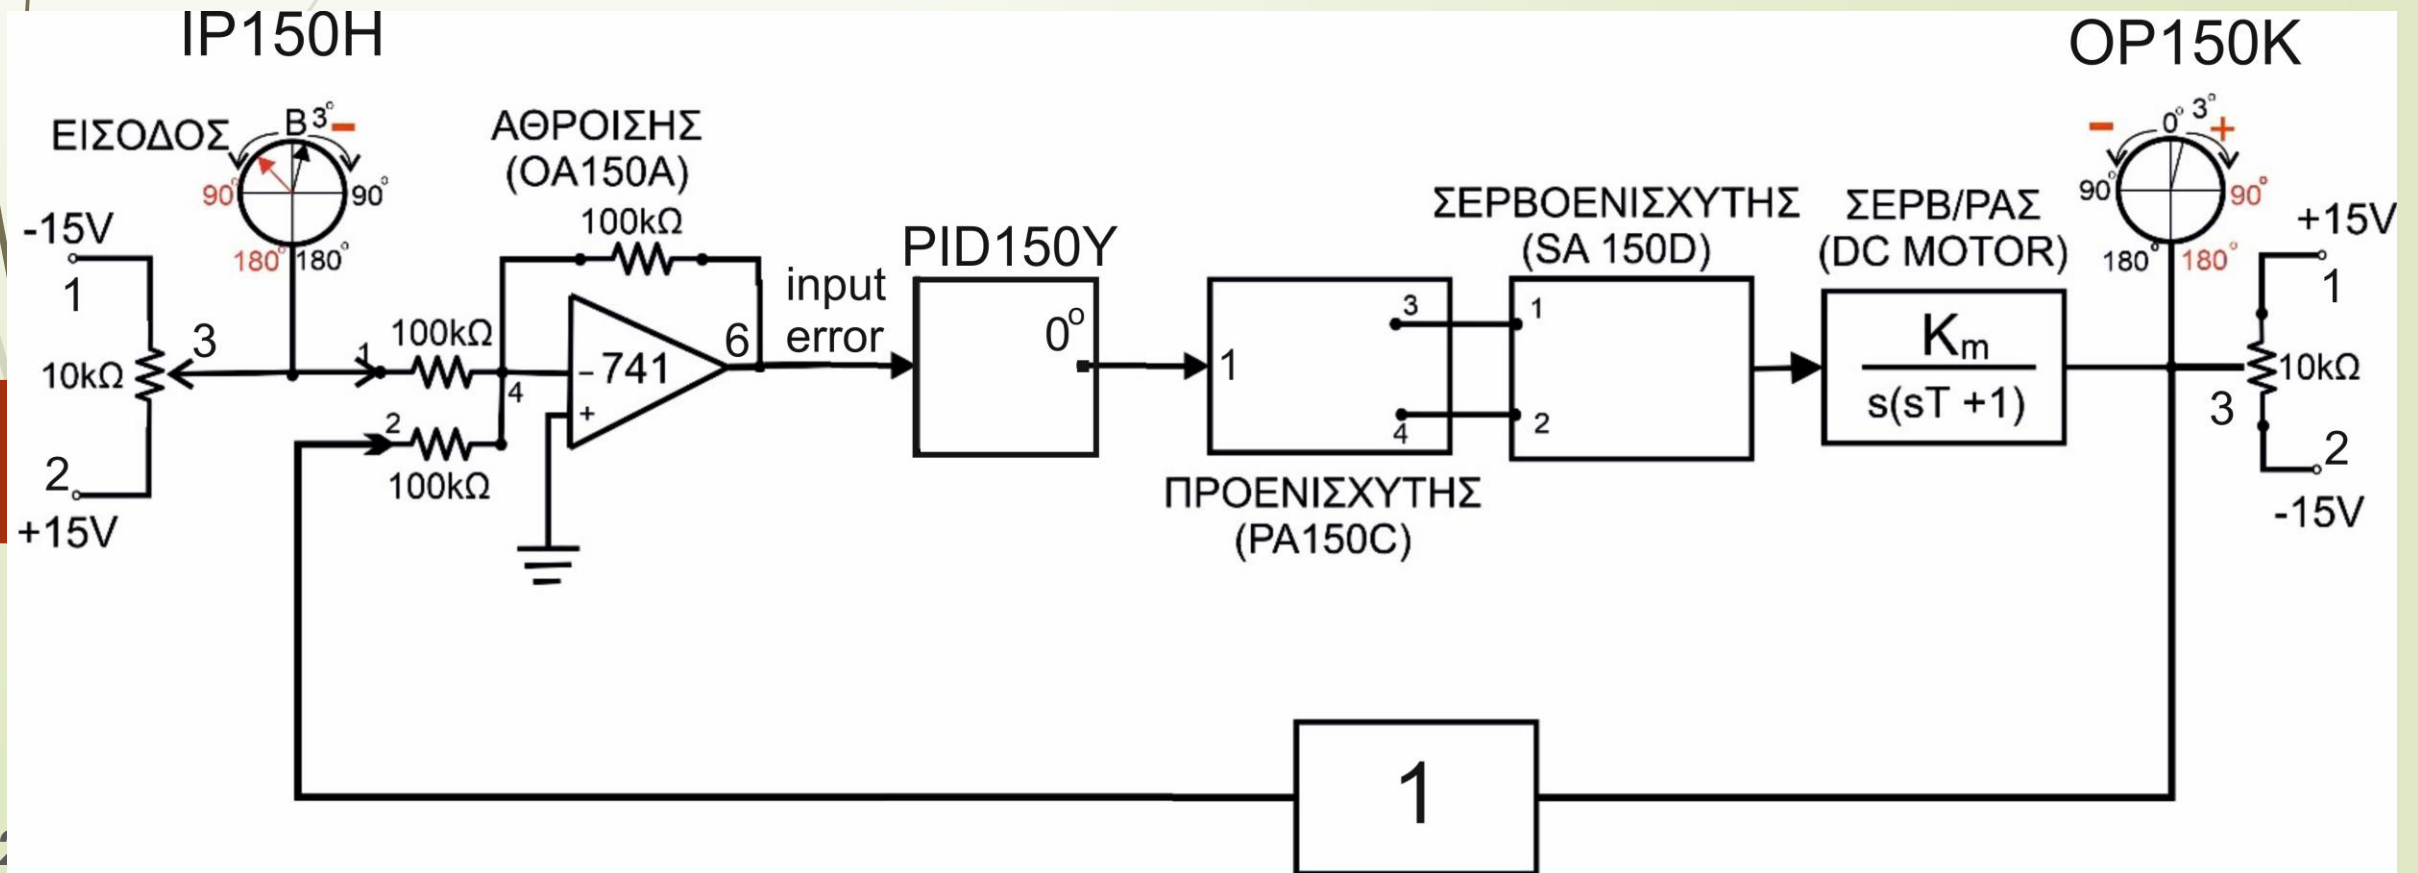 IP150H
OP150K
ΕΙΣΟΔΟΣ
B 3° -
90° 90°
180° 180°
-15V
1
10kΩ
3
2
+15V
ΑΘΡΟΙΣΗΣ
(OA150A)
100kΩ
1
100kΩ
2
100kΩ
4
- 741
+
6
input
error
PID150Y
0°
1
3
4
ΠΡΟΕΝΙΣΧΥΤΗΣ
(PA150C)
ΣΕΡΒΟΕΝΙΣΧΥΤΗΣ
(SA 150D)
1
2
ΣΕΡΒ/ΡΑΣ
(DC MOTOR)
Km
s(sT +1)
- 0° 3° +
90° 90°
180° 180°
+15V
1
10kΩ
3
2
-15V
1